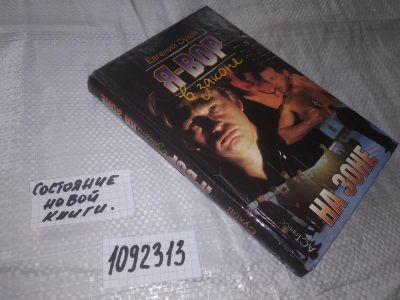 Евгений Сухов
Я-ВОР
в законе
НА ЗОНЕ
СОСТОЯНИЕ
НОВОЙ
КНИГИ.
1092313